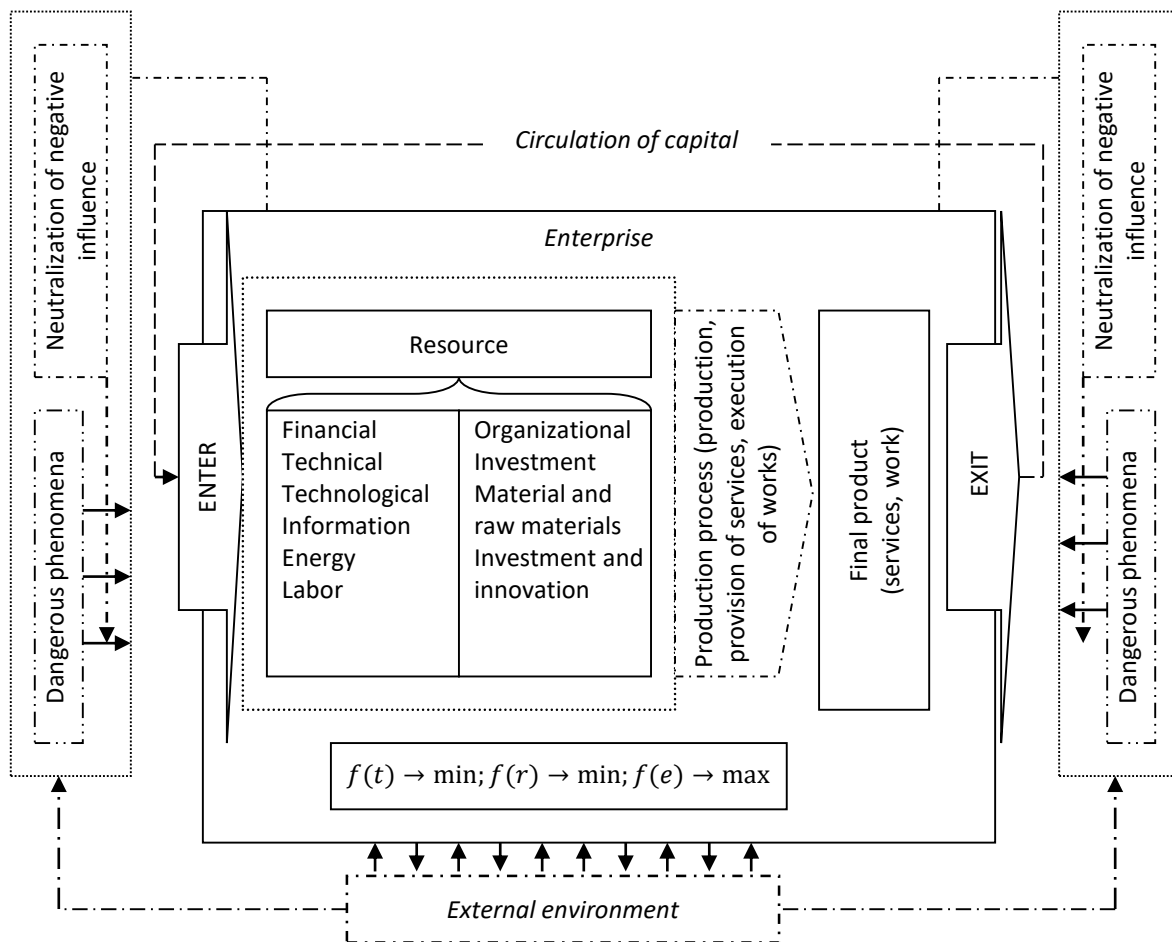 Neutralization of negative
influence
Dangerous phenomena
Circulation of capital
Enterprise
ENTER
Resource
Financial
Technical
Technological
Information
Energy
Labor
Organizational
Investment
Material and
raw materials
Investment and
innovation
Production process (production,
provision of services, execution
of works)
Final product
(services, work)
EXIT
Neutralization of negative
influence
Dangerous phenomena
f(t) → min; f(r) → min; f(e) → max
External environment